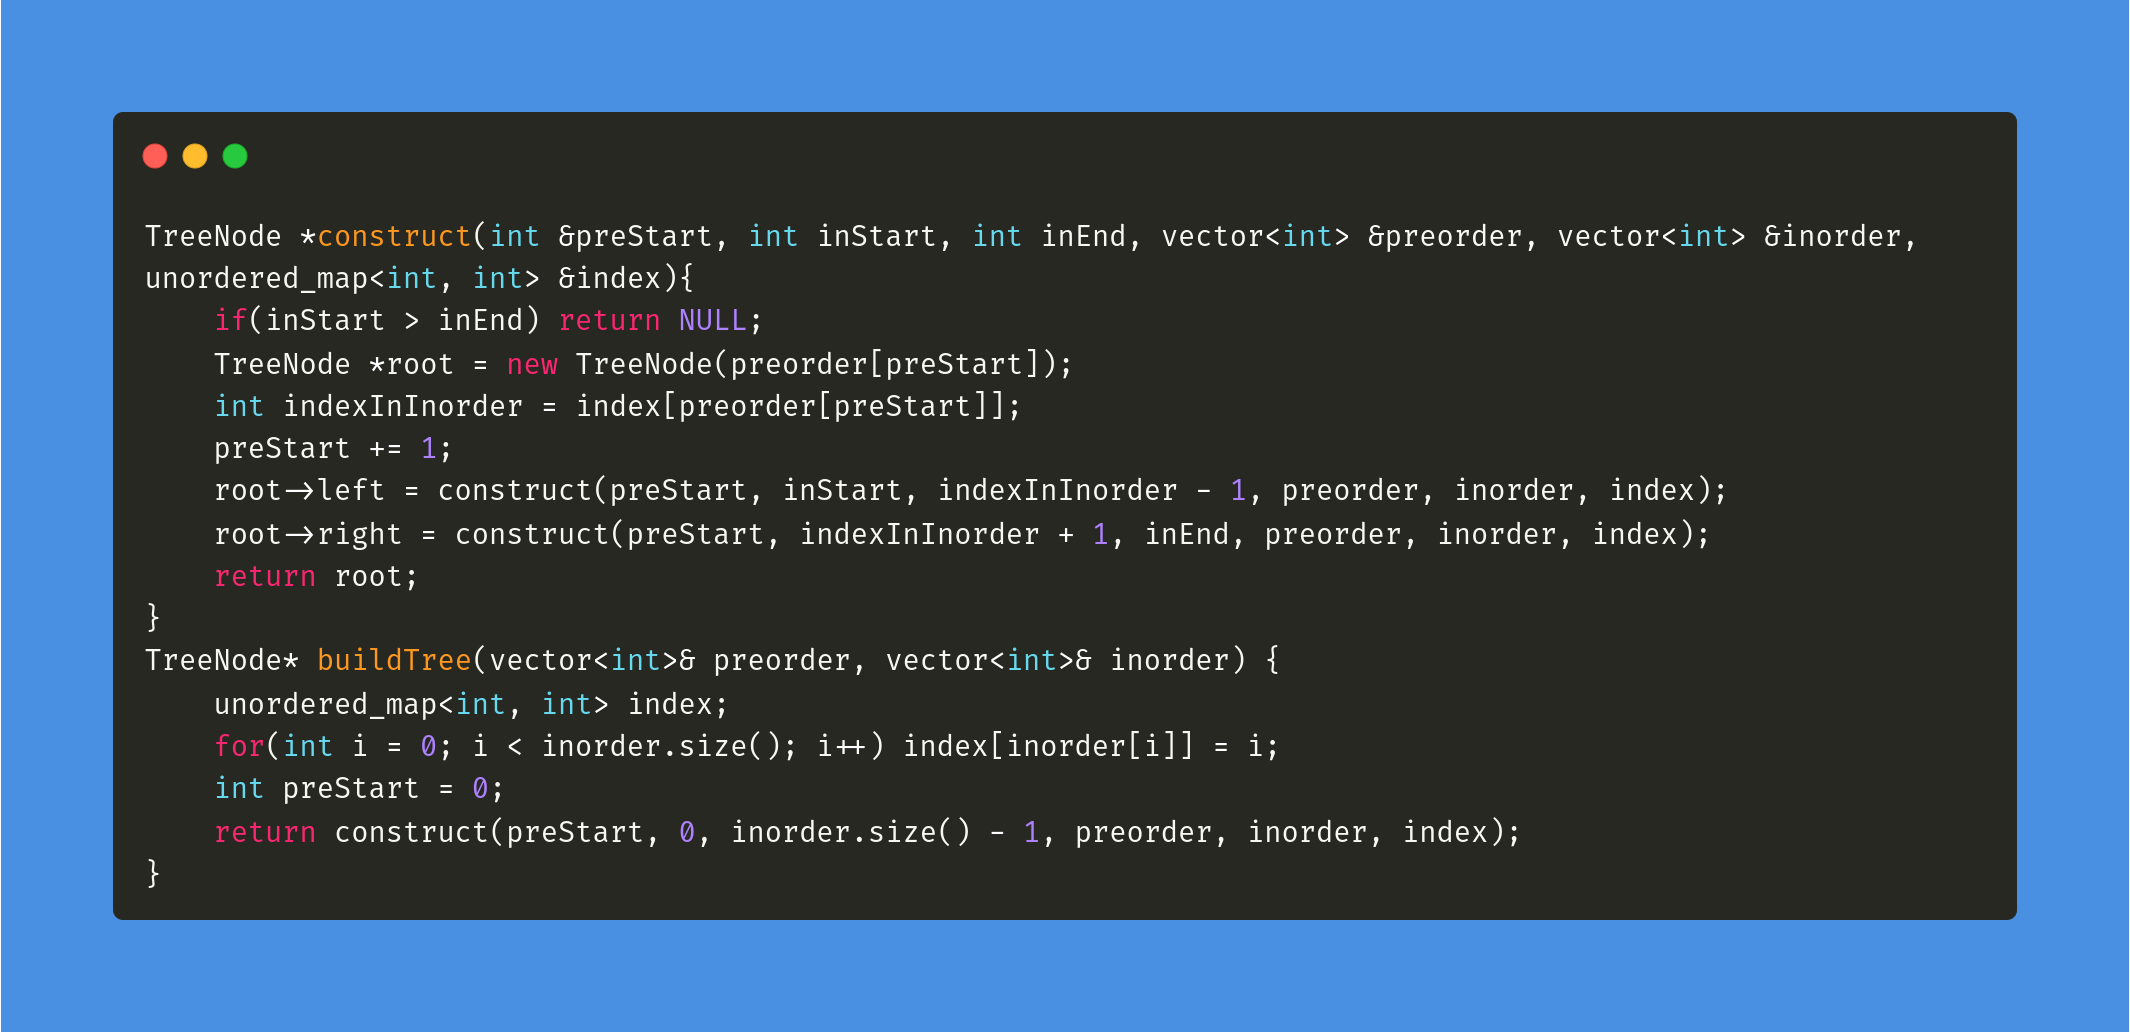 TreeNode *construct(int &preStart, int inStart, int inEnd, vector<int> &preorder, vector<int> &inorder,
unordered_map<int, int> &index){
    if(inStart > inEnd) return NULL;
    TreeNode *root = new TreeNode(preorder[preStart]);
    int indexInInorder = index[preorder[preStart]];
    preStart += 1;
    root->left = construct(preStart, inStart, indexInInorder - 1, preorder, inorder, index);
    root->right = construct(preStart, indexInInorder + 1, inEnd, preorder, inorder, index);
    return root;
}
TreeNode* buildTree(vector<int>& preorder, vector<int>& inorder) {
    unordered_map<int, int> index;
    for(int i = 0; i < inorder.size(); i++) index[inorder[i]] = i;
    int preStart = 0;
    return construct(preStart, 0, inorder.size() - 1, preorder, inorder, index);
}